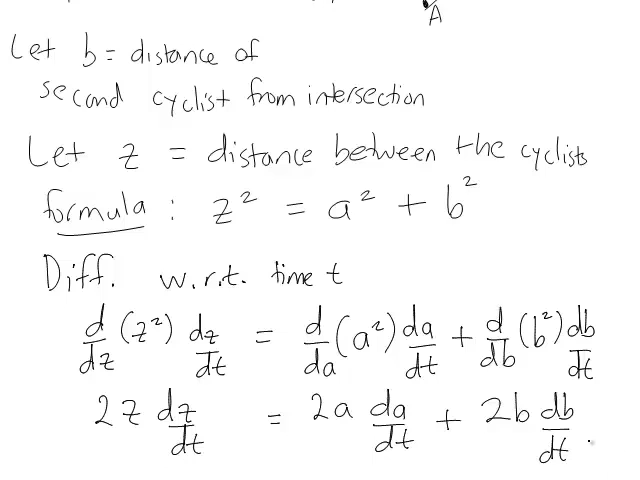 A
Let b = distance of
second cyclist from intersection
Let z = distance between the cyclists
formula : z² = a² + b²
Diff. w.r.t. time t
d/dz (z²) dz/dt = d/da (a²) da/dt + d/db (b²) db/dt
2z dz/dt = 2a da/dt + 2b db/dt .